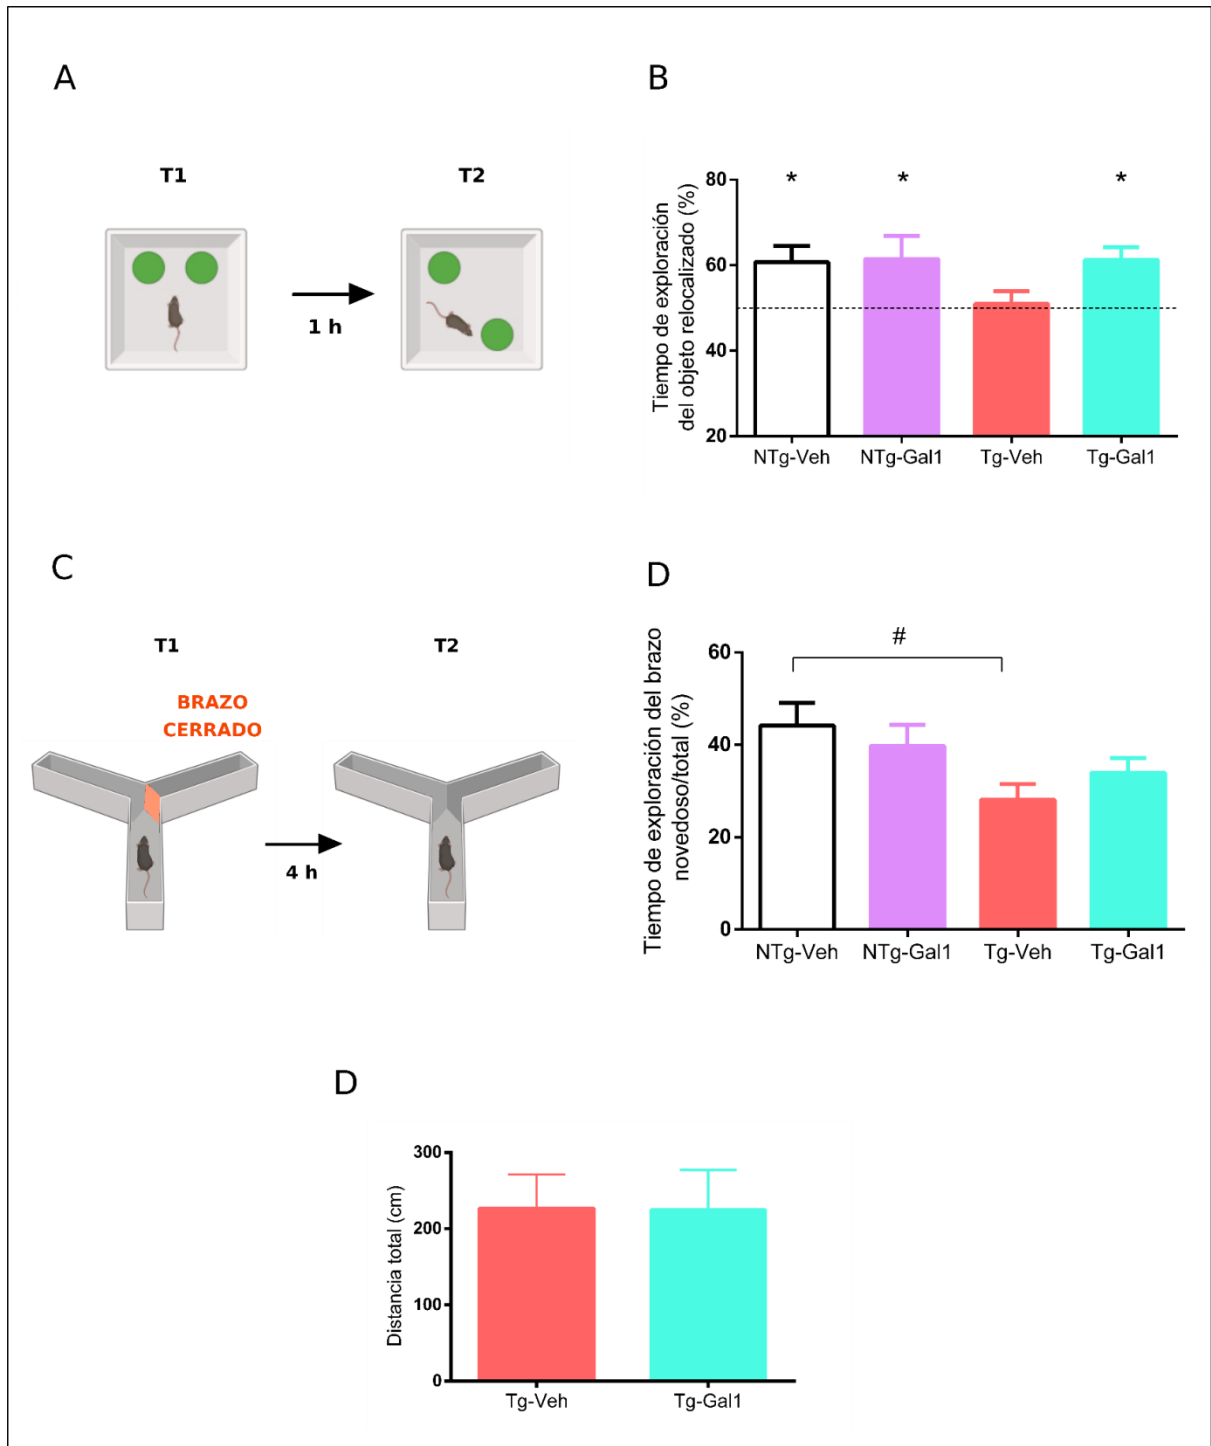 A
T1
T2
1 h
B
Tiempo de exploración
del objeto relocalizado (%)
80
60
40
20
*
*
*
NTg-Veh
NTg-Gal1
Tg-Veh
Tg-Gal1
C
T1
T2
BRAZO
CERRADO
4 h
D
Tiempo de exploración del brazo
novedoso/total (%)
60
40
20
0
#
NTg-Veh
NTg-Gal1
Tg-Veh
Tg-Gal1
D
Distancia total (cm)
300
200
100
0
Tg-Veh
Tg-Gal1